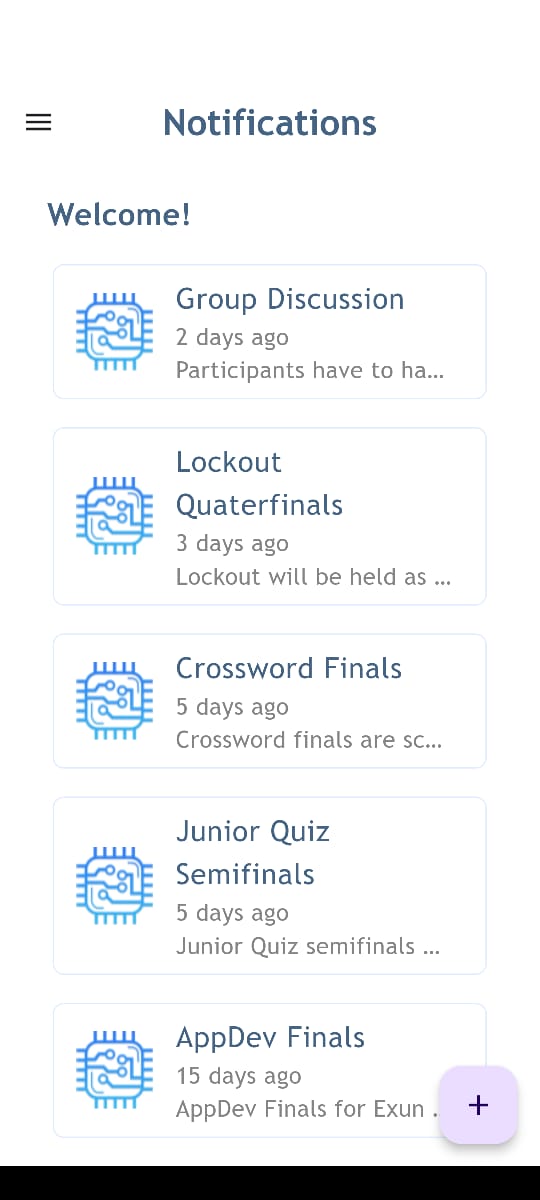 Notifications
Welcome!
Group Discussion
2 days ago
Participants have to ha...
Lockout
Quaterfinals
3 days ago
Lockout will be held as ...
Crossword Finals
5 days ago
Crossword finals are sc...
Junior Quiz
Semifinals
5 days ago
Junior Quiz semifinals ...
AppDev Finals
15 days ago
AppDev Finals for Exun .
+